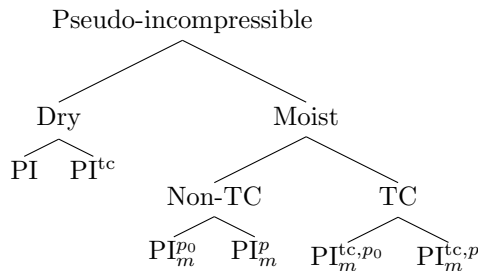 Pseudo-incompressible
Dry Moist
PI PI^tc Non-TC TC
PI_m^{p_0} PI_m^p PI_m^{tc,p_0} PI_m^{tc,p}